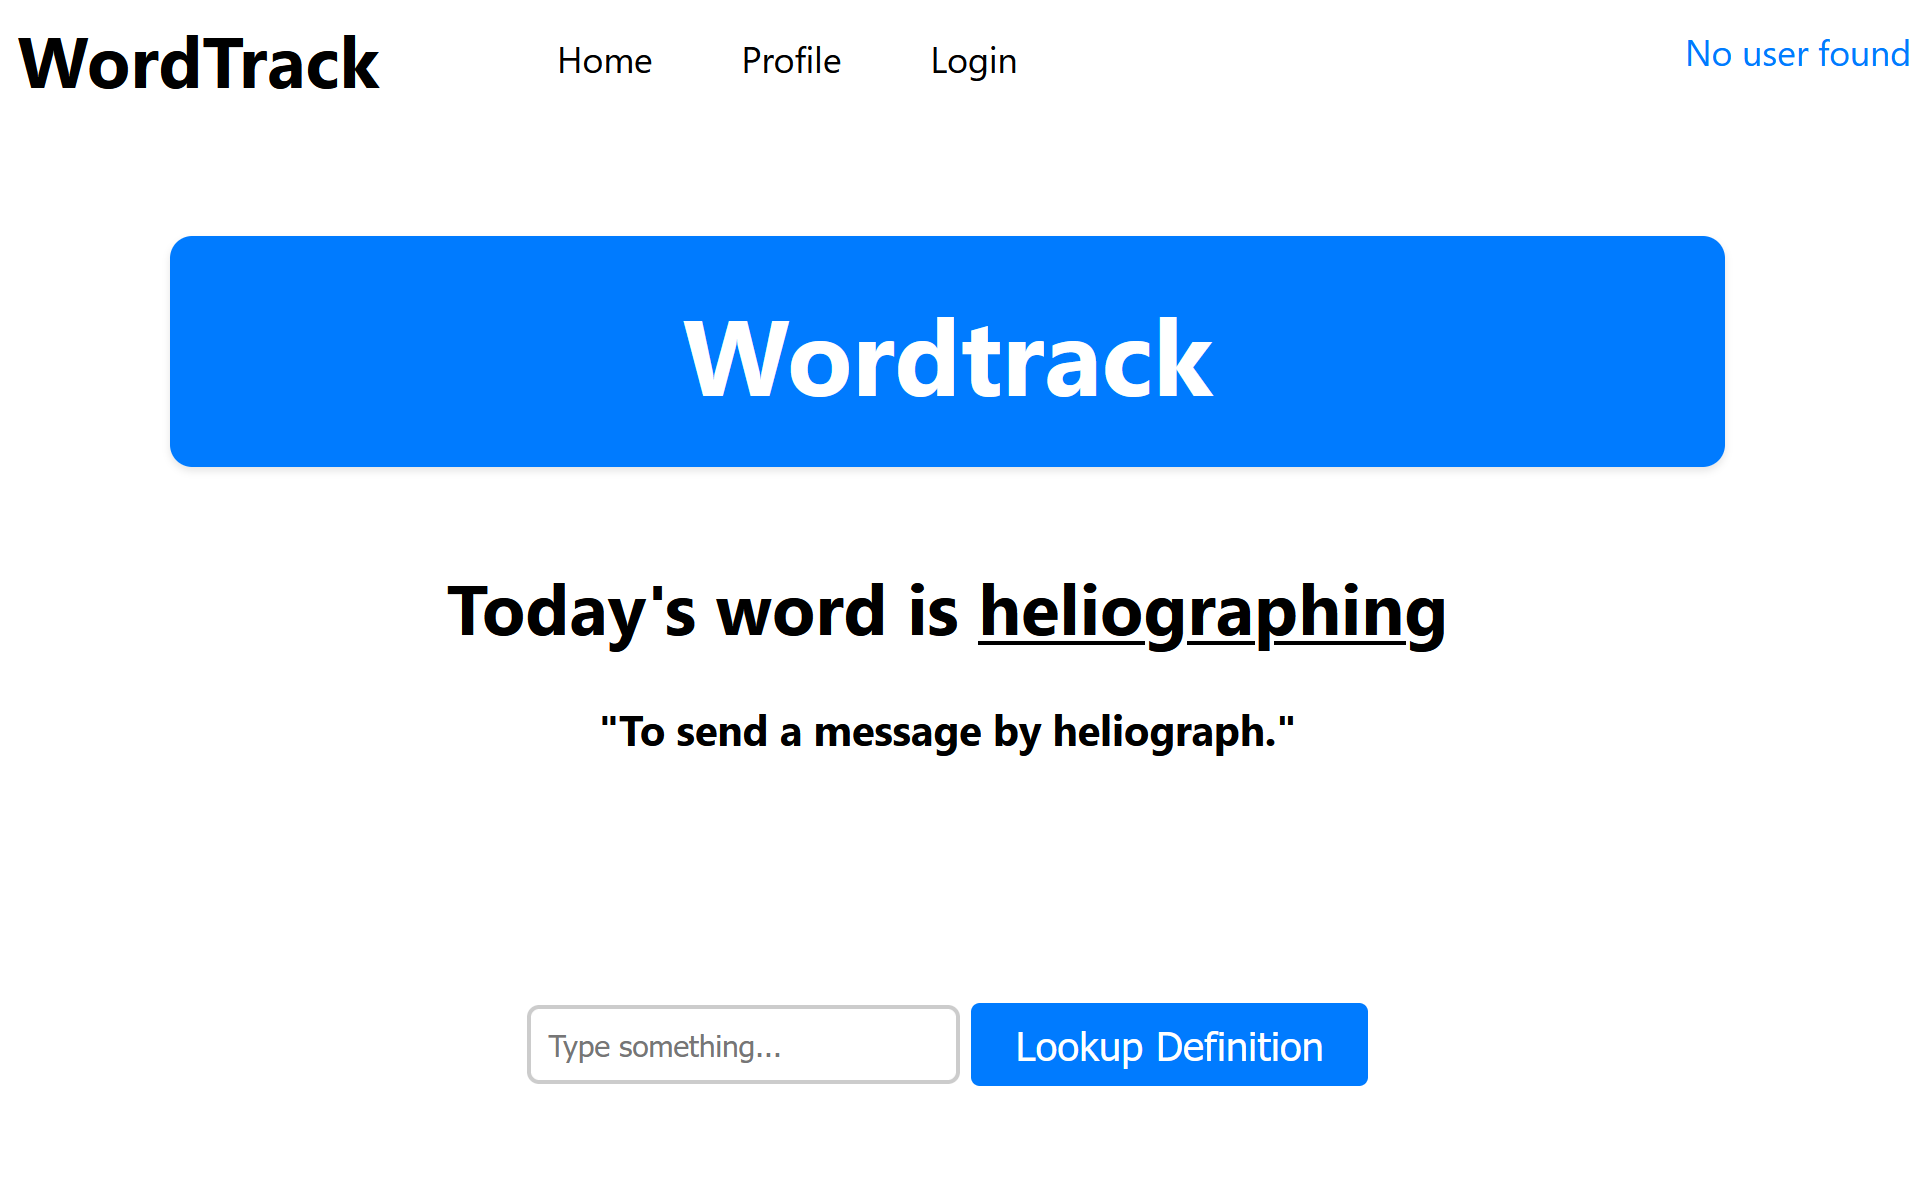 WordTrack Home Profile Login No user found
Wordtrack
Today's word is heliographing
"To send a message by heliograph."
Type something... Lookup Definition